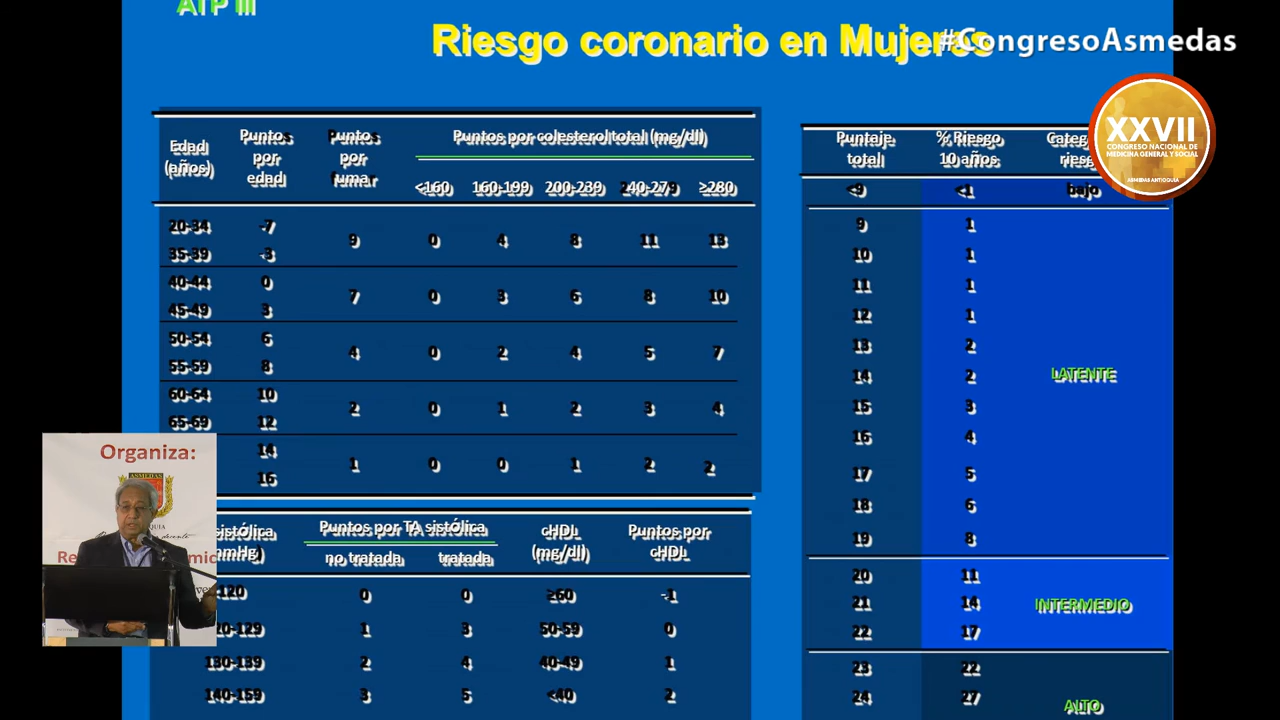 ATP III
Riesgo coronario en Mujeres
#CongresoAsmedas
XXVII
CONGRESO NACIONAL DE
MEDICINA GENERAL Y SOCIAL
ASMEDAS ANTIOQUIA
Edad (años) Puntos por edad Puntos por fumar Puntos por colesterol total (mg/dl)
<160 160-199 200-239 240-279 ≥280
20-34 -7
9 0 4 8 11 13
35-39 -3
40-44 0
7 0 3 6 8 10
45-49 3
50-54 6
4 0 2 4 5 7
55-59 8
60-64 10
2 0 1 2 3 4
65-69 12
14
1 0 0 1 2 2
16
sistólica Puntos por TA sistólica cHDL (mg/dl) Puntos por cHDL
no tratada tratada
120 0 0 ≥60 -1
20-129 1 3 50-59 0
130-139 2 4 40-49 1
140-159 3 5 <40 2
Puntaje total % Riesgo 10 años
<9 <1 bajo
9 1
10 1
11 1
12 1
13 2
LATENTE
14 2
15 3
16 4
17 5
18 6
19 8
20 11
21 14 INTERMEDIO
22 17
23 22
24 27
ALTO
Organiza:
ASMEDAS